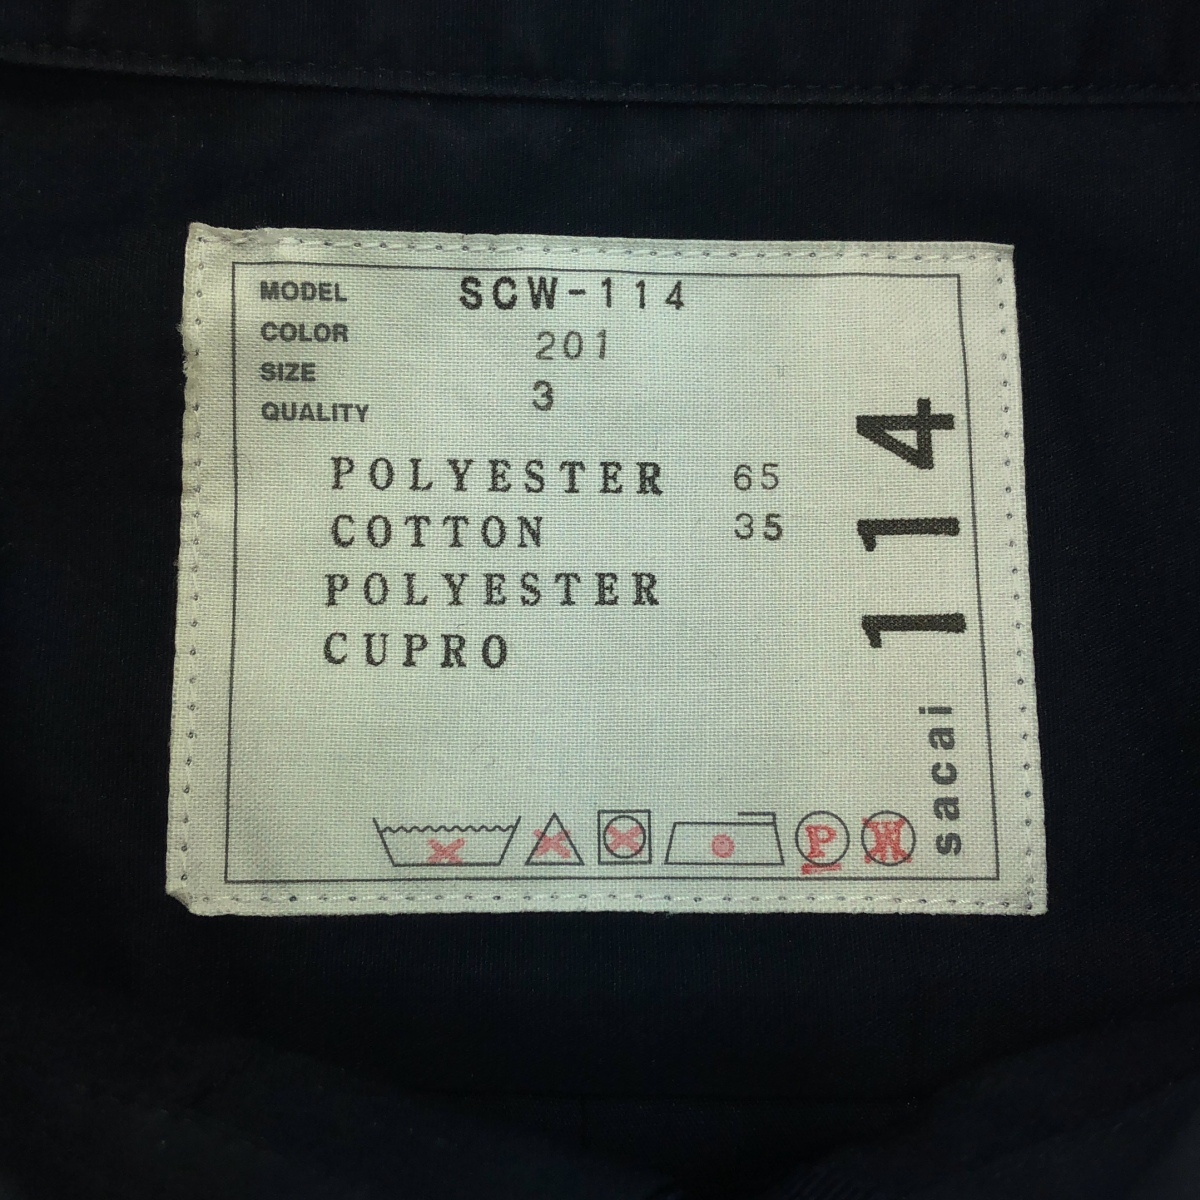 MODEL SCW-114
COLOR 201
SIZE 3
QUALITY
POLYESTER 65
COTTON 35
POLYESTER
CUPRO
P W
sacai 114